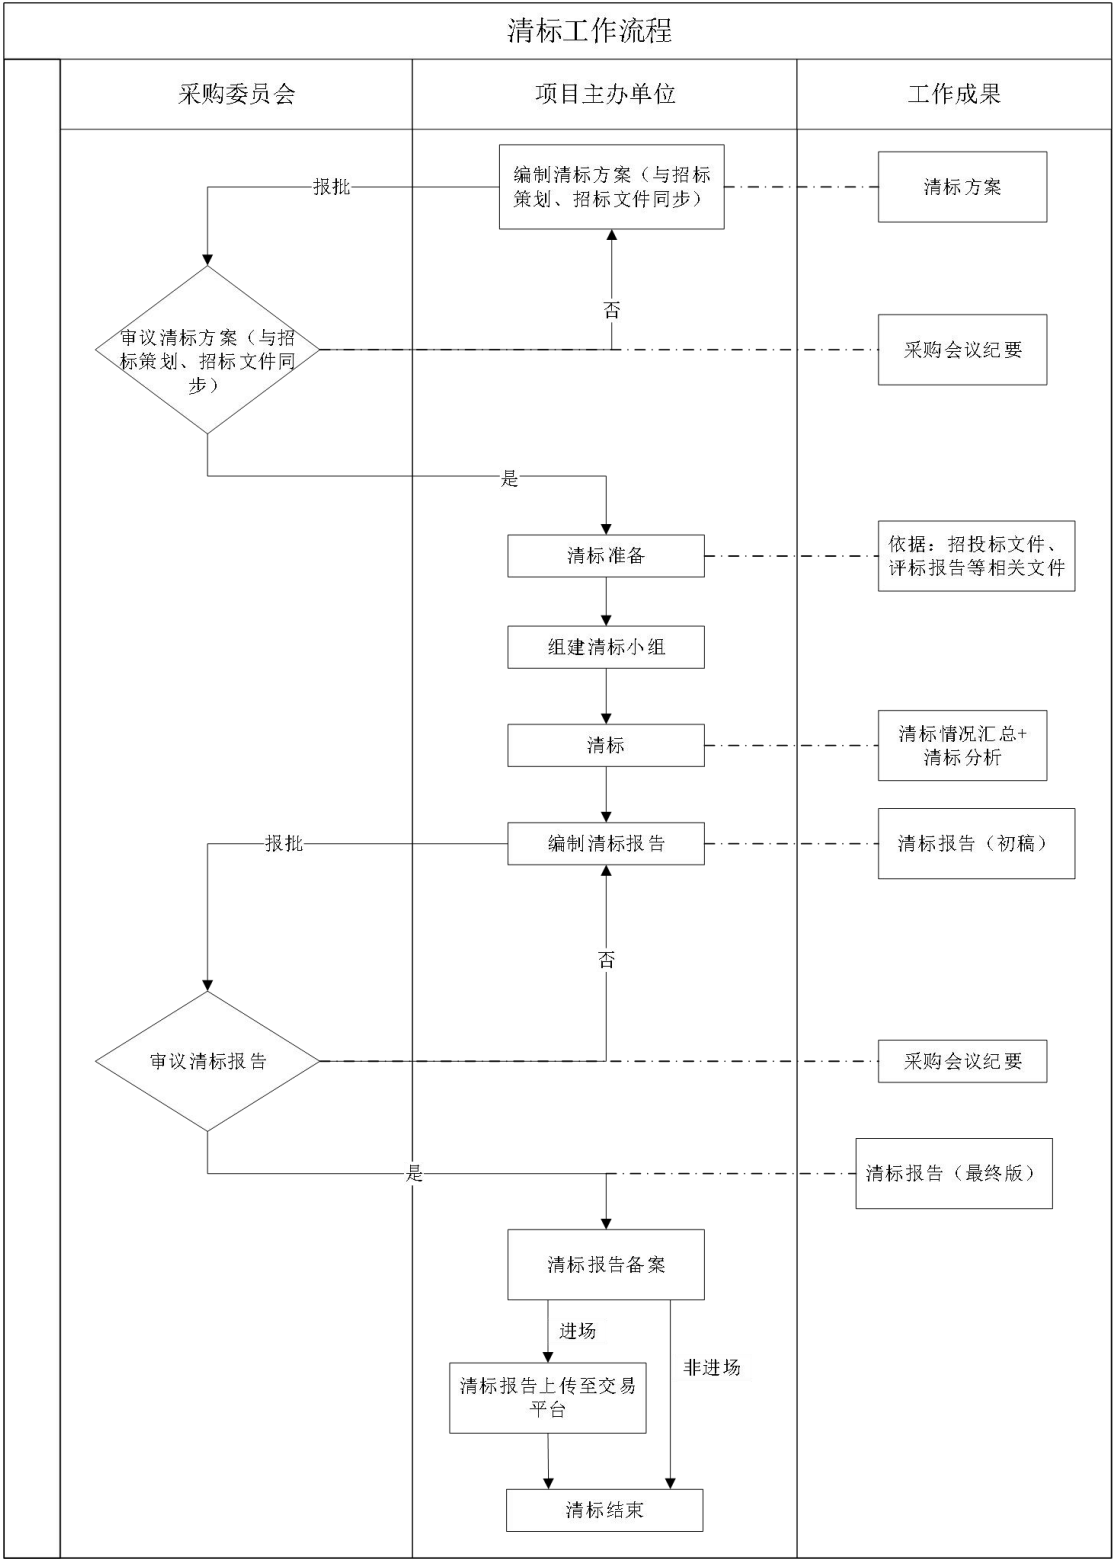 清标工作流程
采购委员会
项目主办单位
工作成果
编制清标方案（与招标
策划、招标文件同步）
报批
清标方案
否
审议清标方案（与招
标策划、招标文件同
步）
采购会议纪要
是
清标准备
依据：招投标文件、
评标报告等相关文件
组建清标小组
清标
清标情况汇总+
清标分析
报批
编制清标报告
清标报告（初稿）
否
审议清标报告
采购会议纪要
是
清标报告（最终版）
清标报告备案
进场
非进场
清标报告上传至交易
平台
清标结束